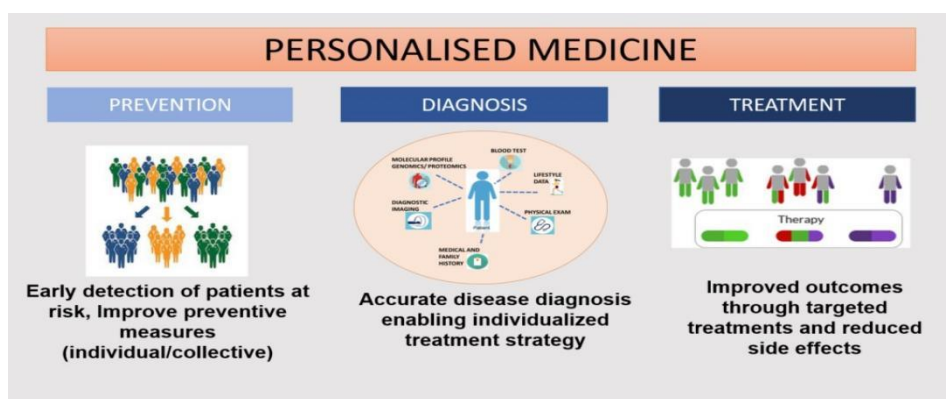 PERSONALISED MEDICINE
PREVENTION
Early detection of patients at
risk, Improve preventive
measures
(individual/collective)
DIAGNOSIS
BLOOD TEST
MOLECULAR PROFILE
GENOMICS/ PROTEOMICS
LIFESTYLE
DATA
DIAGNOSTIC
IMAGING
Patient
PHYSICAL EXAM
MEDICAL AND
FAMILY
HISTORY
Accurate disease diagnosis
enabling individualized
treatment strategy
TREATMENT
Therapy
Improved outcomes
through targeted
treatments and reduced
side effects